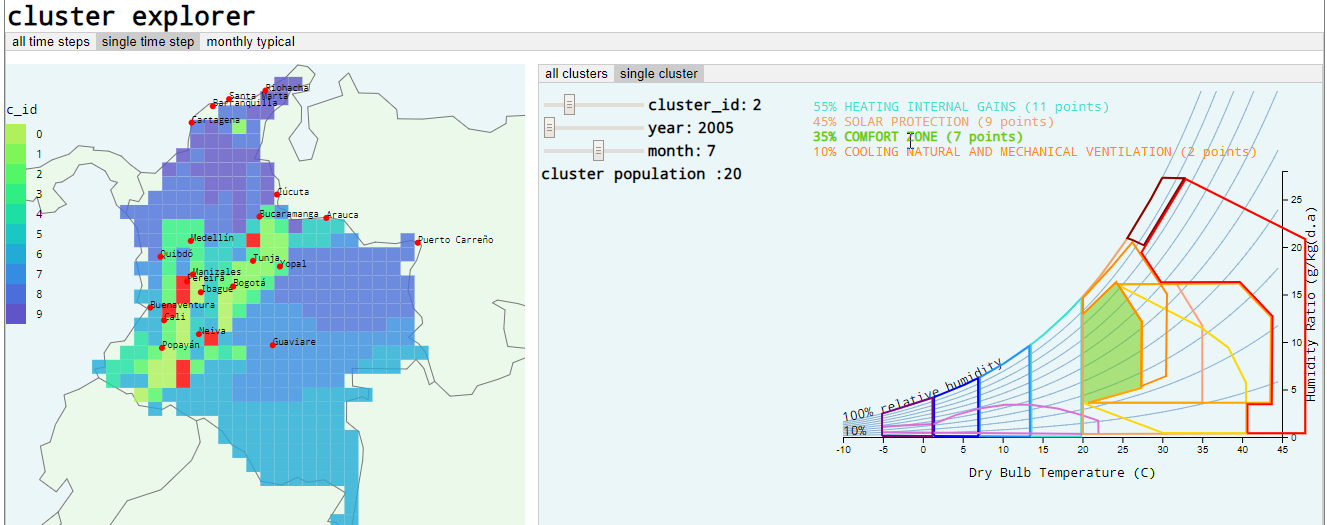 cluster explorer
all time steps single time step monthly typical
c_id
0
1
2
3
4
5
6
7
8
9
Riohacha
Santa Marta
Barranquilla
Cartagena
Cúcuta
Bucaramanga
Arauca
Medellín
Puerto Carreño
Quibdó
Tunja
Yopal
Manizales
Pereira
Bogotá
Ibagué
Buenaventura
Cali
Neiva
Popayán
Guaviare
all clusters single cluster
cluster_id: 2
year: 2005
month: 7
cluster population :20
55% HEATING INTERNAL GAINS (11 points)
45% SOLAR PROTECTION (9 points)
35% COMFORT ZONE (7 points)
10% COOLING NATURAL AND MECHANICAL VENTILATION (2 points)
100% relative humidity
10%
25
20
15
10
5
0
Humidity Ratio (g/kg(d.a)
-10 -5 0 5 10 15 20 25 30 35 40 45
Dry Bulb Temperature (C)